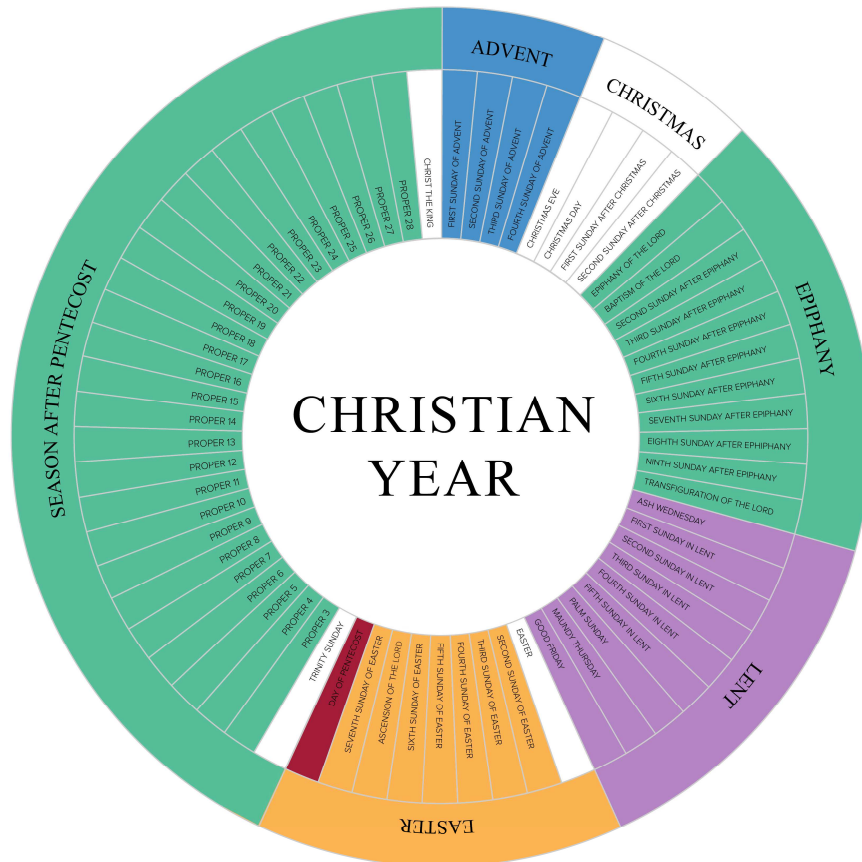 CHRISTIAN
YEAR
ADVENT
FIRST SUNDAY OF ADVENT
SECOND SUNDAY OF ADVENT
THIRD SUNDAY OF ADVENT
FOURTH SUNDAY OF ADVENT
CHRISTMAS
CHRISTMAS EVE
CHRISTMAS DAY
FIRST SUNDAY AFTER CHRISTMAS
SECOND SUNDAY AFTER CHRISTMAS
EPIPHANY
EPIPHANY OF THE LORD
BAPTISM OF THE LORD
SECOND SUNDAY AFTER EPIPHANY
THIRD SUNDAY AFTER EPIPHANY
FOURTH SUNDAY AFTER EPIPHANY
FIFTH SUNDAY AFTER EPIPHANY
SIXTH SUNDAY AFTER EPIPHANY
SEVENTH SUNDAY AFTER EPIPHANY
EIGHTH SUNDAY AFTER EPHIPHANY
NINTH SUNDAY AFTER EPIPHANY
TRANSFIGURATION OF THE LORD
LENT
ASH WEDNESDAY
FIRST SUNDAY IN LENT
SECOND SUNDAY IN LENT
THIRD SUNDAY IN LENT
FOURTH SUNDAY IN LENT
FIFTH SUNDAY IN LENT
PALM SUNDAY
MAUNDY THURSDAY
GOOD FRIDAY
EASTER
EASTER
SECOND SUNDAY OF EASTER
THIRD SUNDAY OF EASTER
FOURTH SUNDAY OF EASTER
FIFTH SUNDAY OF EASTER
SIXTH SUNDAY OF EASTER
ASCENSION OF THE LORD
SEVENTH SUNDAY OF EASTER
DAY OF PENTECOST
SEASON AFTER PENTECOST
TRINITY SUNDAY
PROPER 3
PROPER 4
PROPER 5
PROPER 6
PROPER 7
PROPER 8
PROPER 9
PROPER 10
PROPER 11
PROPER 12
PROPER 13
PROPER 14
PROPER 15
PROPER 16
PROPER 17
PROPER 18
PROPER 19
PROPER 20
PROPER 21
PROPER 22
PROPER 23
PROPER 24
PROPER 25
PROPER 26
PROPER 27
PROPER 28
CHRIST THE KING